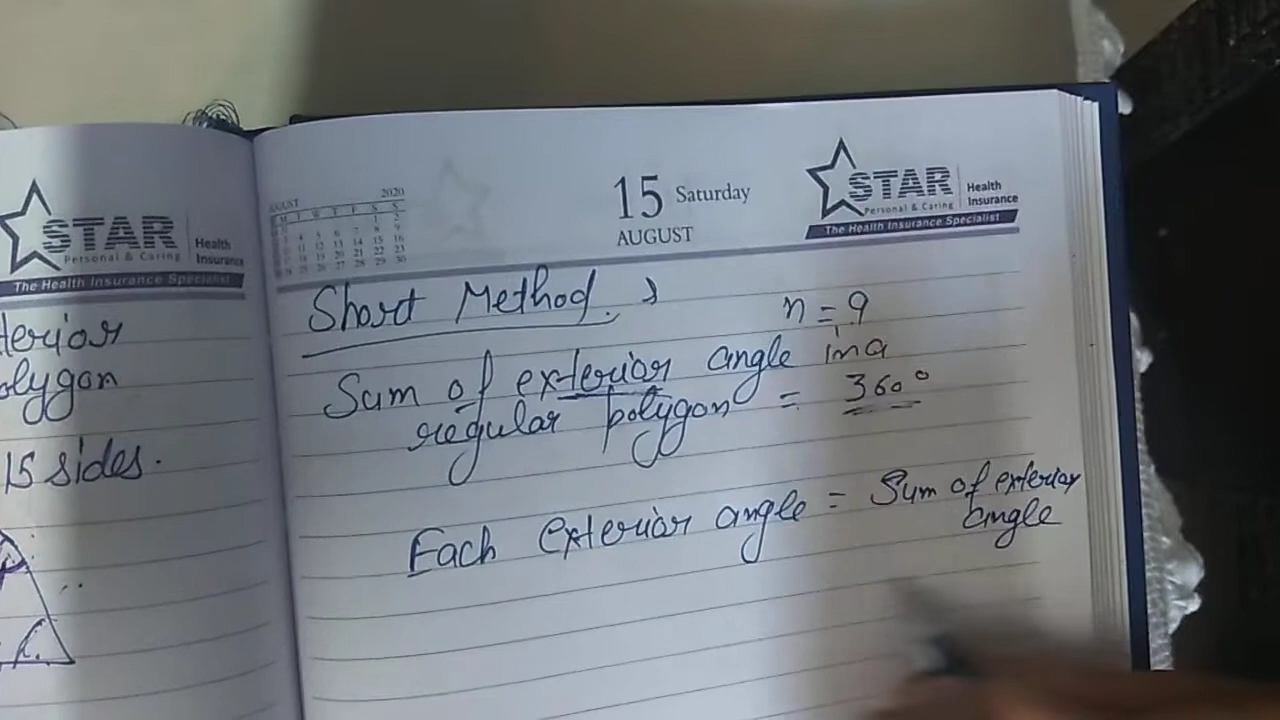 STAR
Personal & Caring
Health
Insurance
The Health Insurance Specialist
terior
olygon
15 sides.
AUGUST 2020
15 Saturday
AUGUST
STAR
Personal & Caring
Health
Insurance
The Health Insurance Specialist
Short Method.
n = 9
Sum of exterior angle in a
regular polygon = 360°
Each exterior angle = Sum of exterior
angle